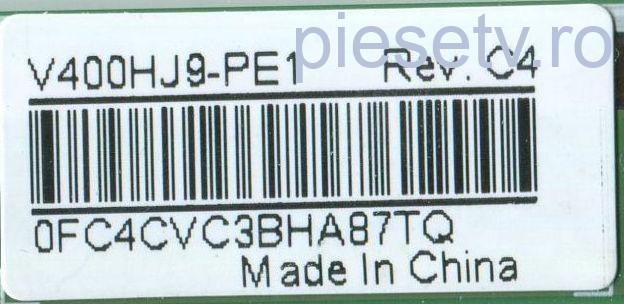 piesetv.ro
V400HJ9-PE1 Rev. C4
0FC4CVC3BHA87TQ
Made In China